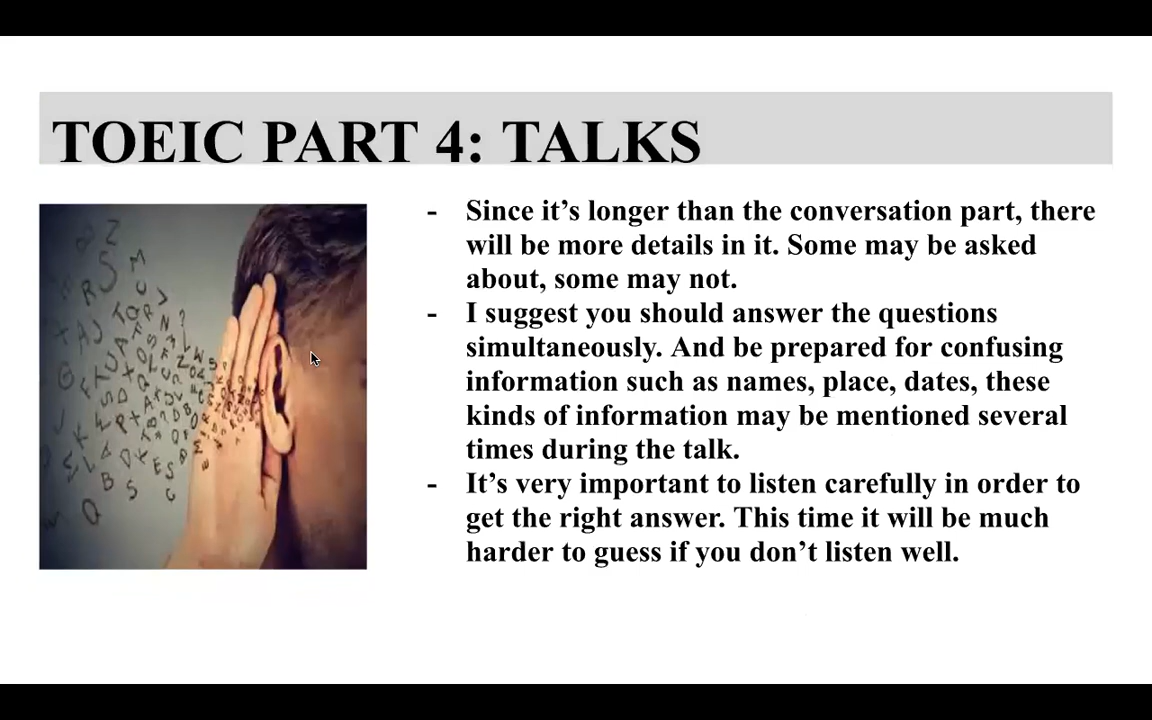 TOEIC PART 4: TALKS
- Since it’s longer than the conversation part, there
will be more details in it. Some may be asked
about, some may not.
- I suggest you should answer the questions
simultaneously. And be prepared for confusing
information such as names, place, dates, these
kinds of information may be mentioned several
times during the talk.
- It’s very important to listen carefully in order to
get the right answer. This time it will be much
harder to guess if you don’t listen well.